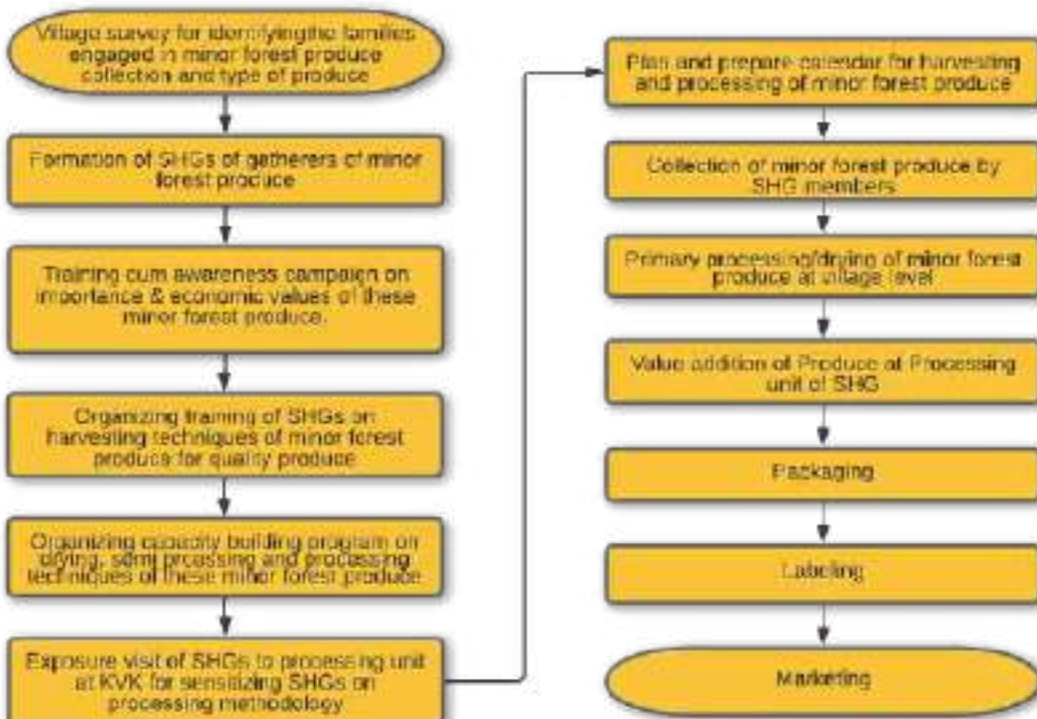 Village survey for identifyingthe families
engaged in minor forest produce
collection and type of produce
Formation of SHGs of gatherers of minor
forest produce
Training cum awareness campaign on
importance & economic values of these
minor forest produce.
Organizing training of SHGs on
harvesting techniques of minor forest
produce for quality produce
Organizing capacity building program on
drying, semi prcessing and processing
techniques of these minor forest produce
Exposure visit of SHGs to processing unit
at KVK for sensitizing SHGs on
processing methodology
Plan and prepare calendar for harvesting
and processing of minor forest produce
Collection of minor forest produce by
SHG members
Primary processing/drying of minor forest
produce at village level
Value addition of Produce at Processing
unit of SHG
Packaging
Labeling
Marketing